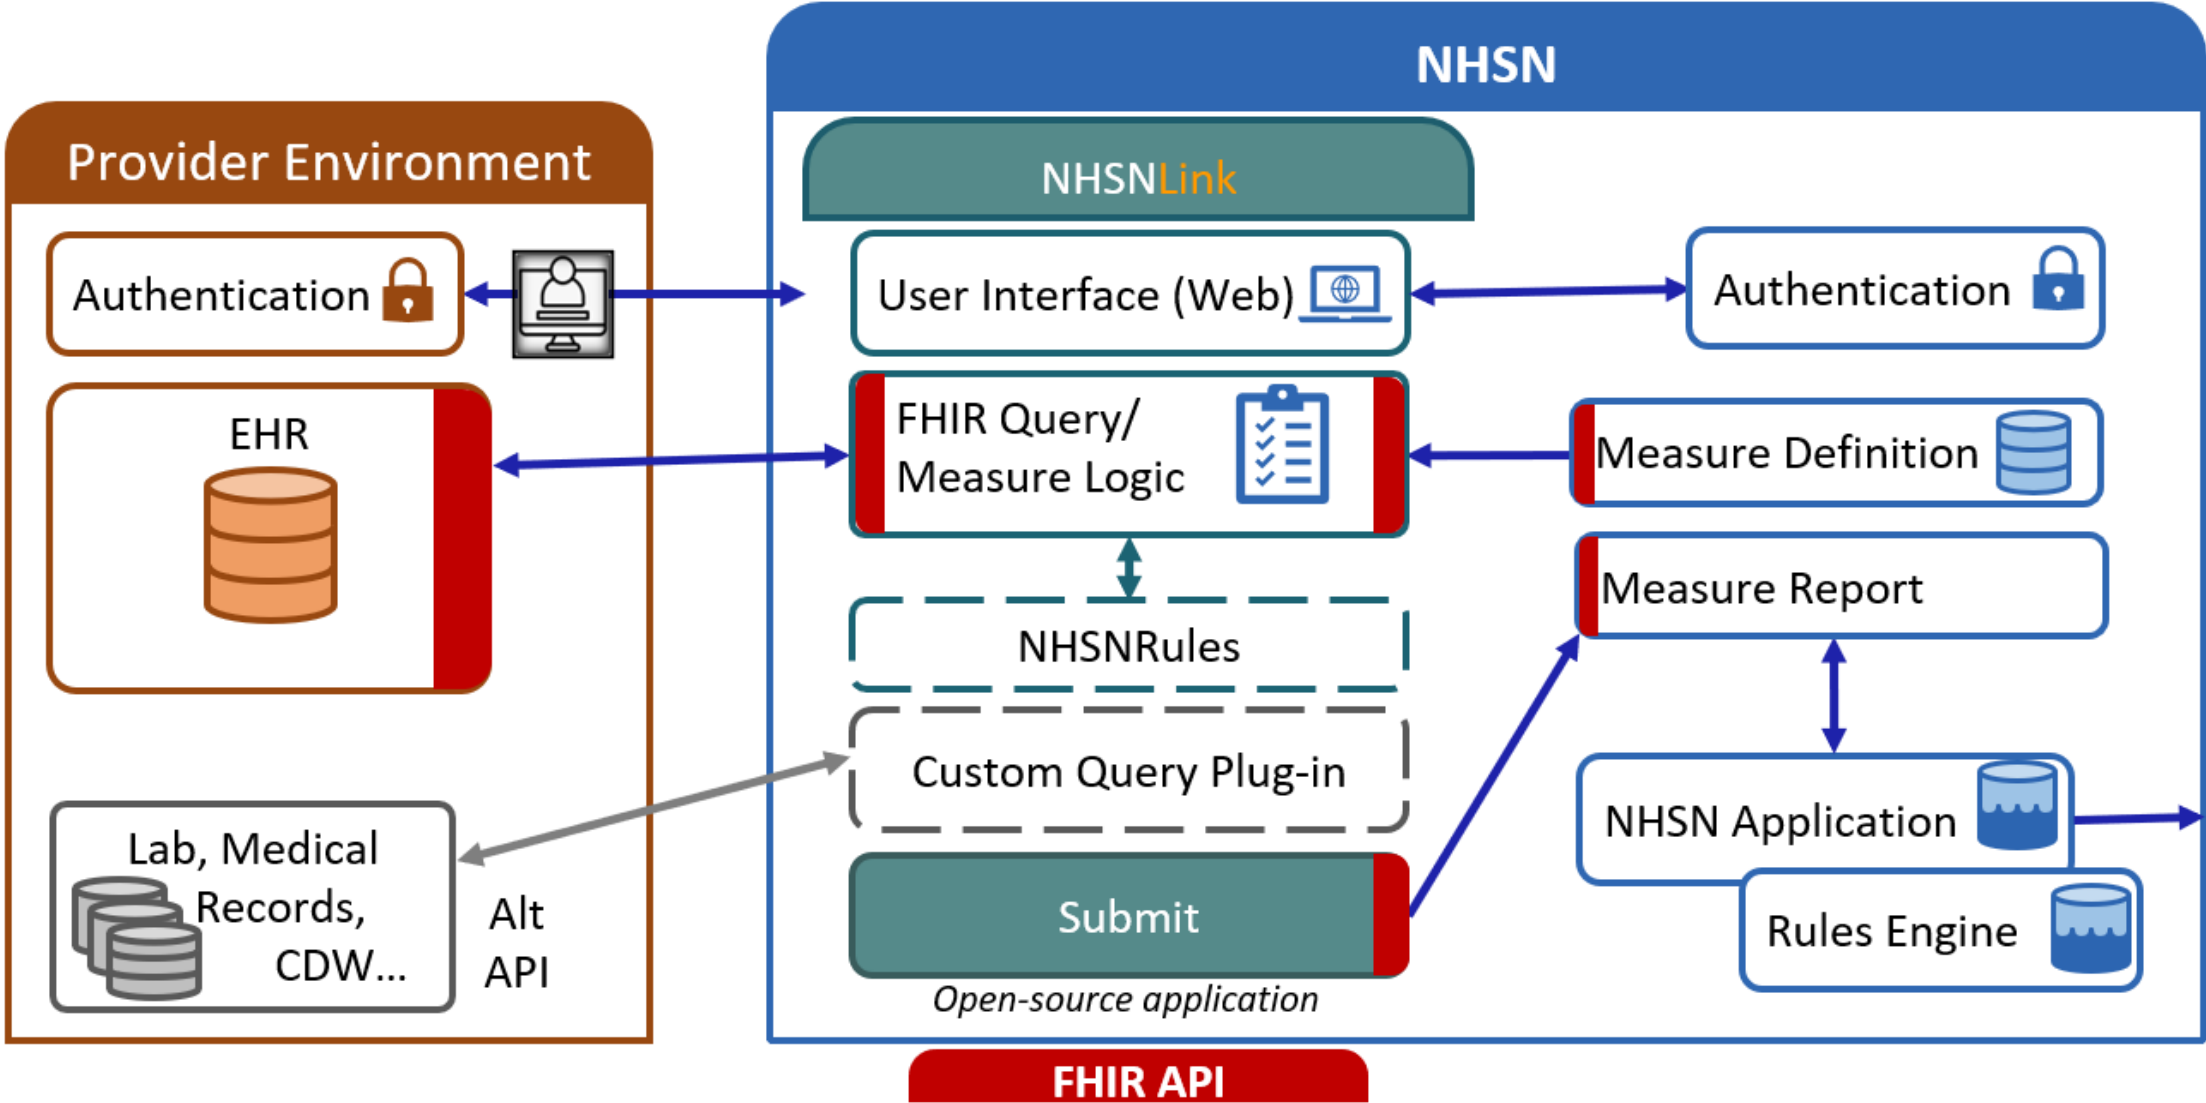 NHSN
Provider Environment
NHSNLink
Authentication
User Interface (Web)
Authentication
EHR
FHIR Query/
Measure Logic
Measure Definition
Measure Report
NHSNRules
Custom Query Plug-in
NHSN Application
Lab, Medical
Records,
CDW...
Alt
API
Submit
Rules Engine
Open-source application
FHIR API